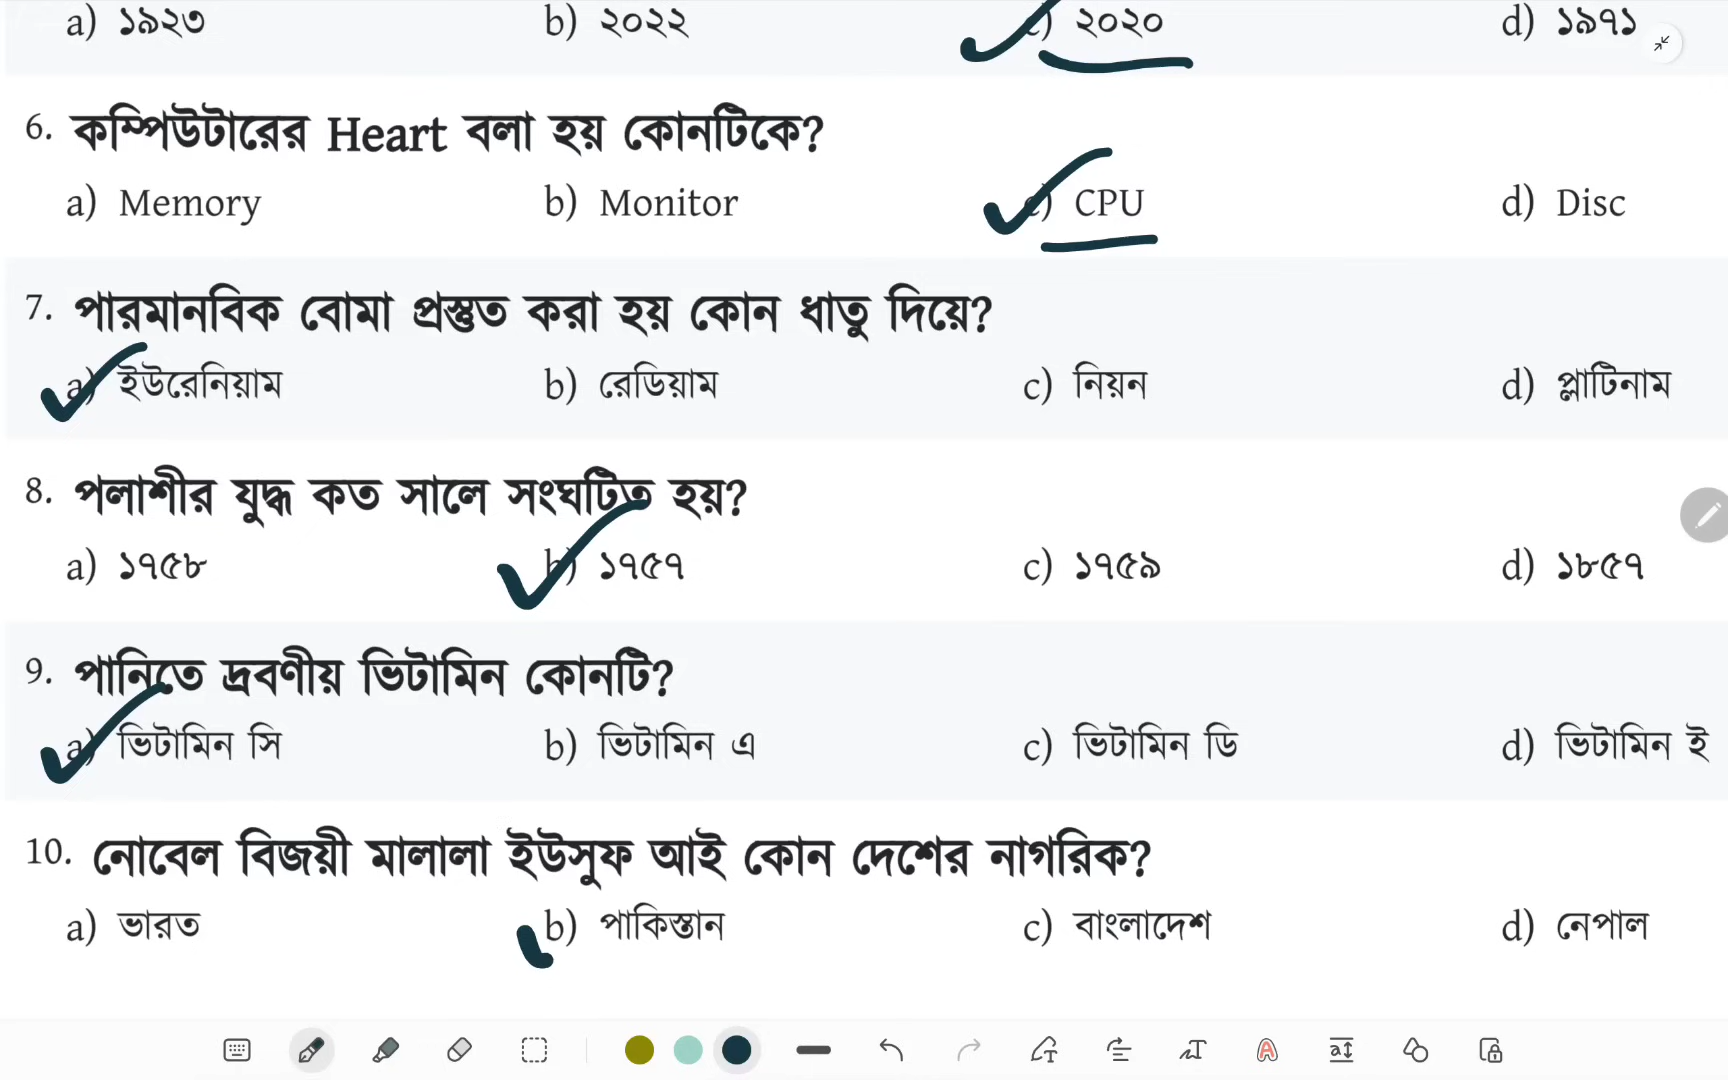 a) ১৯২৩ b) ২০২২ c) ২০২০ d) ১৯৭১
6. কম্পিউটারের Heart বলা হয় কোনটিকে?
a) Memory b) Monitor c) CPU d) Disc
7. পারমানবিক বোমা প্রস্তুত করা হয় কোন ধাতু দিয়ে?
a) ইউরেনিয়াম b) রেডিয়াম c) নিয়ন d) প্লাটিনাম
8. পলাশীর যুদ্ধ কত সালে সংঘটিত হয়?
a) ১৭৫৮ b) ১৭৫৭ c) ১৭৫৯ d) ১৮৫৭
9. পানিতে দ্রবণীয় ভিটামিন কোনটি?
a) ভিটামিন সি b) ভিটামিন এ c) ভিটামিন ডি d) ভিটামিন ই
10. নোবেল বিজয়ী মালালা ইউসুফ আই কোন দেশের নাগরিক?
a) ভারত b) পাকিস্তান c) বাংলাদেশ d) নেপাল